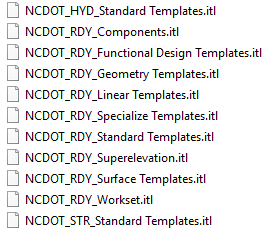 NCDOT_HYD_Standard Templates.itl
NCDOT_RDY_Components.itl
NCDOT_RDY_Functional Design Templates.itl
NCDOT_RDY_Geometry Templates.itl
NCDOT_RDY_Linear Templates.itl
NCDOT_RDY_Specialize Templates.itl
NCDOT_RDY_Standard Templates.itl
NCDOT_RDY_Superelevation.itl
NCDOT_RDY_Surface Templates.itl
NCDOT_RDY_Workset.itl
NCDOT_STR_Standard Templates.itl